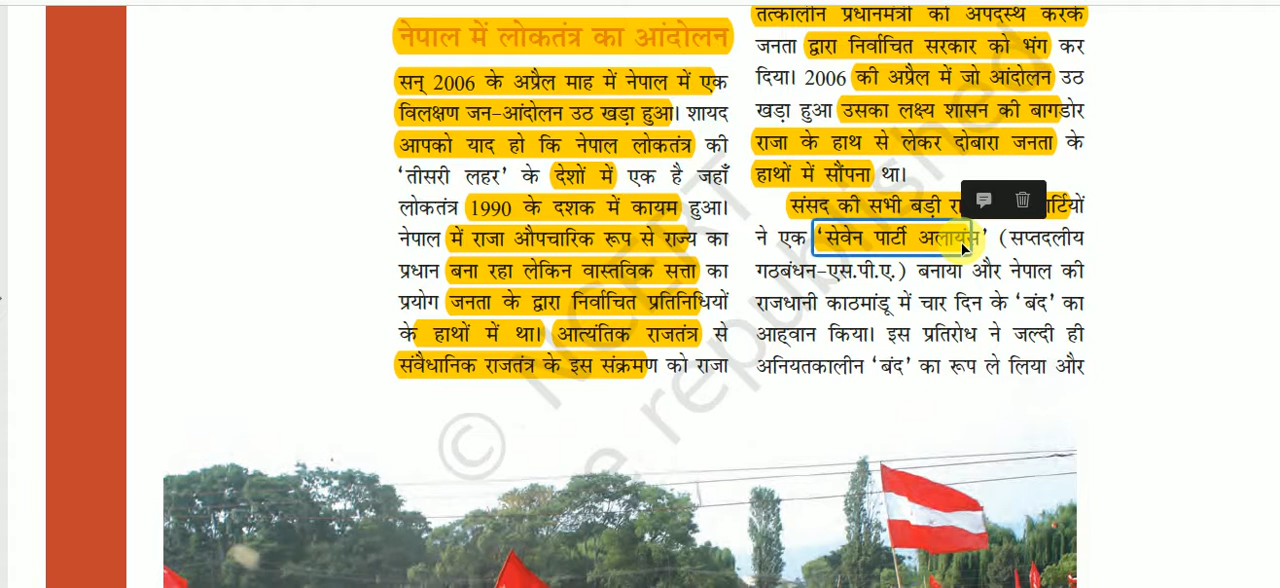 नेपाल में लोकतंत्र का आंदोलन
सन् 2006 के अप्रैल माह में नेपाल में एक
विलक्षण जन-आंदोलन उठ खड़ा हुआ। शायद
आपको याद हो कि नेपाल लोकतंत्र की
‘तीसरी लहर’ के देशों में एक है जहाँ
लोकतंत्र 1990 के दशक में कायम हुआ।
नेपाल में राजा औपचारिक रूप से राज्य का
प्रधान बना रहा लेकिन वास्तविक सत्ता का
प्रयोग जनता के द्वारा निर्वाचित प्रतिनिधियों
के हाथों में था। आत्यंतिक राजतंत्र से
संवैधानिक राजतंत्र के इस संक्रमण को राजा
तत्कालीन प्रधानमंत्री को अपदस्थ करके
जनता द्वारा निर्वाचित सरकार को भंग कर
दिया। 2006 की अप्रैल में जो आंदोलन उठ
खड़ा हुआ उसका लक्ष्य शासन की बागडोर
राजा के हाथ से लेकर दोबारा जनता के
हाथों में सौंपना था।
संसद की सभी बड़ी
ने एक ‘सेवेन पार्टी अलायंस’ (सप्तदलीय
गठबंधन-एस.पी.ए.) बनाया और नेपाल की
राजधानी काठमांडू में चार दिन के ‘बंद’ का
आह्वान किया। इस प्रतिरोध ने जल्दी ही
अनियतकालीन ‘बंद’ का रूप ले लिया और
© NCERT
be republished